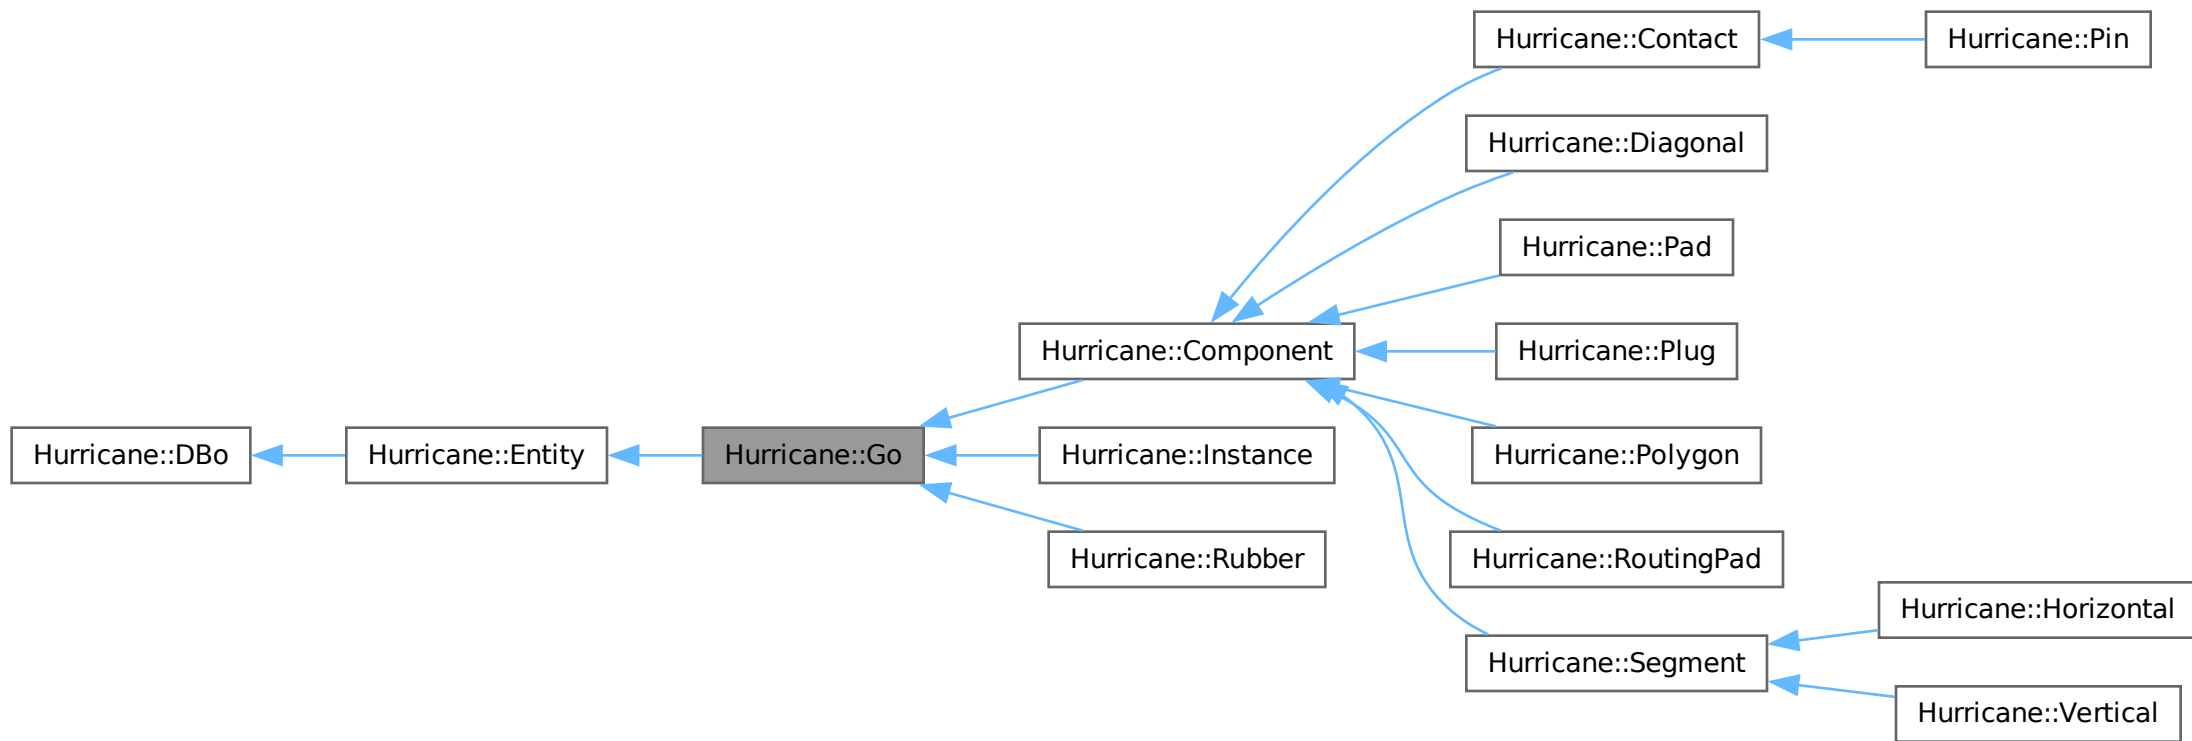 Hurricane::DBo
Hurricane::Entity
Hurricane::Go
Hurricane::Component
Hurricane::Instance
Hurricane::Rubber
Hurricane::Contact
Hurricane::Diagonal
Hurricane::Pad
Hurricane::Plug
Hurricane::Polygon
Hurricane::RoutingPad
Hurricane::Segment
Hurricane::Pin
Hurricane::Horizontal
Hurricane::Vertical